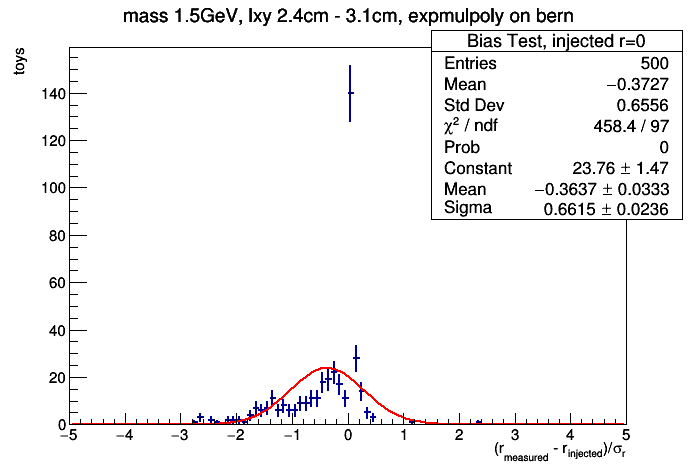 mass 1.5GeV, lxy 2.4cm - 3.1cm, expmulpoly on bern
Bias Test, injected r=0
Entries 500
Mean −0.3727
Std Dev 0.6556
χ² / ndf 458.4 / 97
Prob 0
Constant 23.76 ± 1.47
Mean −0.3637 ± 0.0333
Sigma 0.6615 ± 0.0236
toys
140
120
100
80
60
40
20
0
−5 −4 −3 −2 −1 0 1 2 3 4 5
(r_measured - r_injected)/σ_r